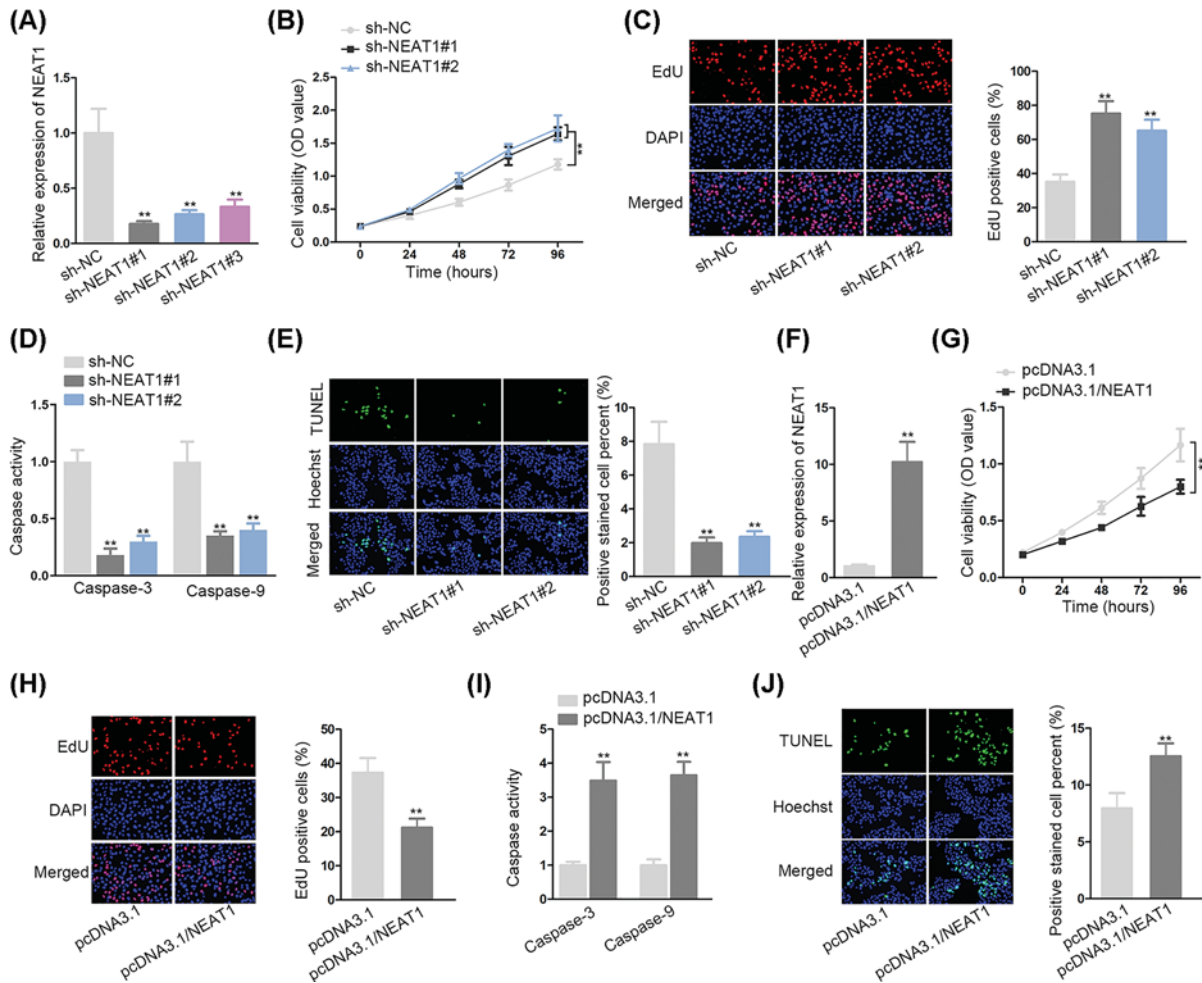 (A)
Relative expression of NEAT1
1.5
1.0
0.5
0.0
**
**
**
sh-NC
sh-NEAT1#1
sh-NEAT1#2
sh-NEAT1#3
(B)
sh-NC
sh-NEAT1#1
sh-NEAT1#2
Cell viability (OD value)
2.5
2.0
1.5
1.0
0.5
0.0
**
0
24
48
72
96
Time (hours)
(C)
EdU
DAPI
Merged
sh-NC
sh-NEAT1#1
sh-NEAT1#2
EdU positive cells (%)
100
80
60
40
20
0
**
**
sh-NC
sh-NEAT1#1
sh-NEAT1#2
(D)
sh-NC
sh-NEAT1#1
sh-NEAT1#2
Caspase activity
1.5
1.0
0.5
0.0
**
**
**
**
Caspase-3
Caspase-9
(E)
TUNEL
Hoechst
Merged
sh-NC
sh-NEAT1#1
sh-NEAT1#2
Positive stained cell percent (%)
10
8
6
4
2
0
**
**
sh-NC
sh-NEAT1#1
sh-NEAT1#2
(F)
Relative expression of NEAT1
15
10
5
0
**
pcDNA3.1
pcDNA3.1/NEAT1
(G)
pcDNA3.1
pcDNA3.1/NEAT1
Cell viability (OD value)
1.5
1.0
0.5
0.0
**
0
24
48
72
96
Time (hours)
(H)
EdU
DAPI
Merged
pcDNA3.1
pcDNA3.1/NEAT1
EdU positive cells (%)
50
40
30
20
10
0
**
pcDNA3.1
pcDNA3.1/NEAT1
(I)
pcDNA3.1
pcDNA3.1/NEAT1
Caspase activity
6
4
2
0
**
**
Caspase-3
Caspase-9
(J)
TUNEL
Hoechst
Merged
pcDNA3.1
pcDNA3.1/NEAT1
Positive stained cell percent (%)
15
10
5
0
**
pcDNA3.1
pcDNA3.1/NEAT1